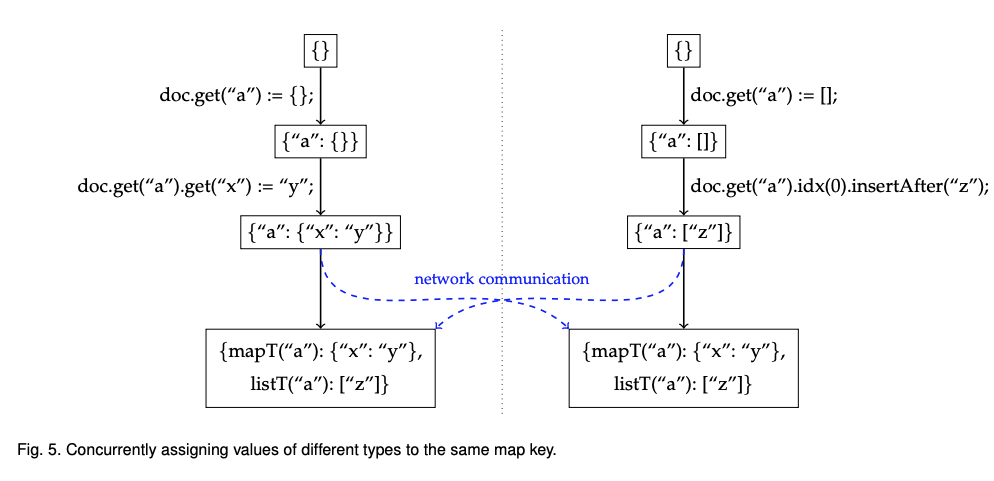 {}
doc.get(“a”) := {};
{“a”: {}}
doc.get(“a”).get(“x”) := “y”;
{“a”: {“x”: “y”}}
{}
doc.get(“a”) := [];
{“a”: []}
doc.get(“a”).idx(0).insertAfter(“z”);
{“a”: [“z”]}
network communication
{mapT(“a”): {“x”: “y”},
listT(“a”): [“z”]}
{mapT(“a”): {“x”: “y”},
listT(“a”): [“z”]}
Fig. 5. Concurrently assigning values of different types to the same map key.